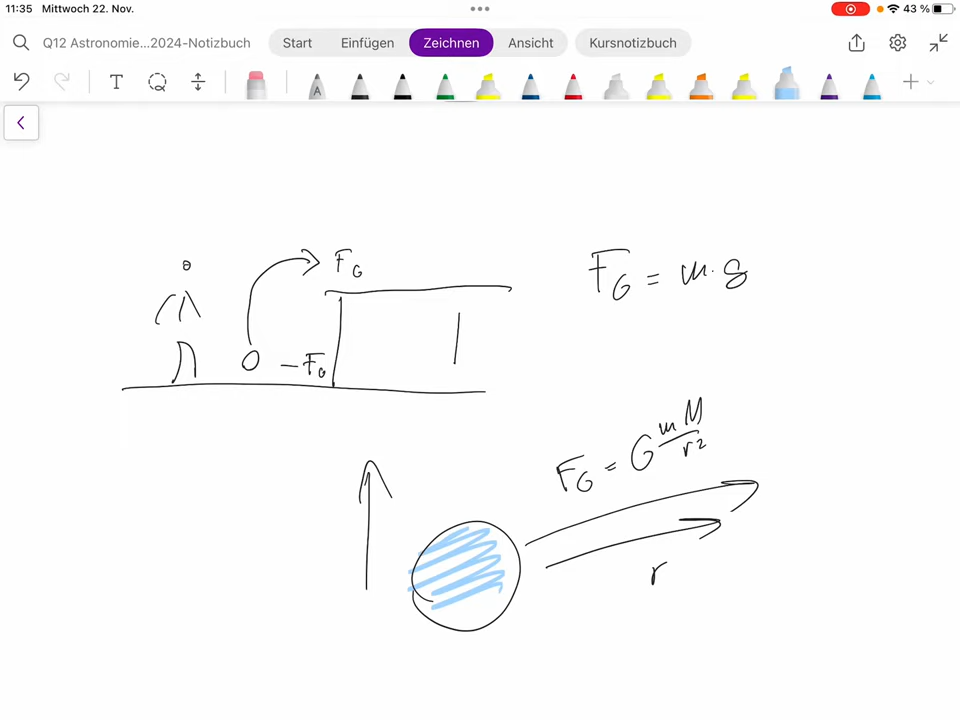 11:35 Mittwoch 22. Nov.
43 %
Q12 Astronomie...2024-Notizbuch
Start
Einfügen
Zeichnen
Ansicht
Kursnotizbuch
T
A
F_G
F_G = m · g
−F_G
F_G = G mM/r²
r